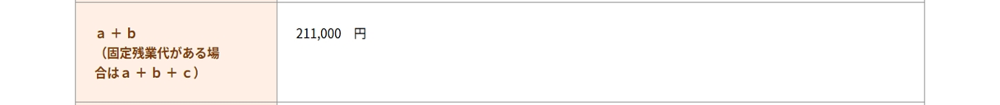 ａ ＋ ｂ
（固定残業代がある場
合はａ ＋ ｂ ＋ ｃ）
211,000　円